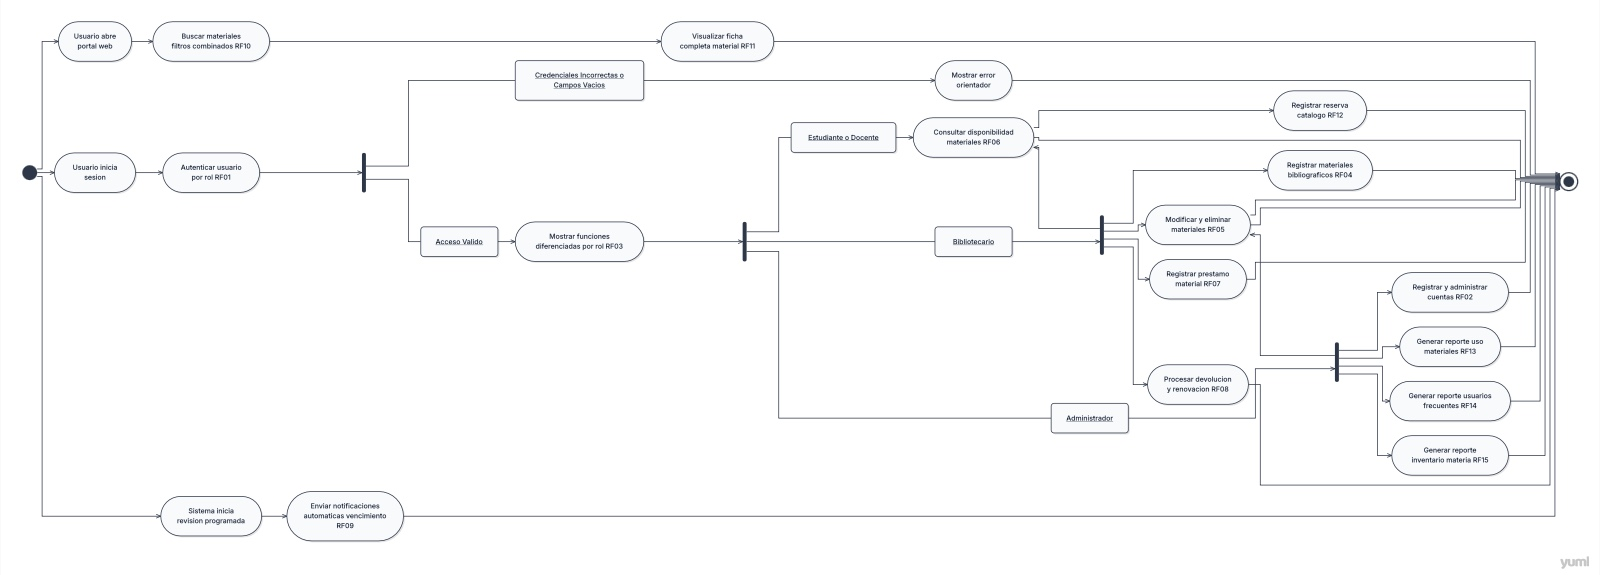 Usuario abre
portal web
Buscar materiales
filtros combinados RF10
Visualizar ficha
completa material RF11
Credenciales Incorrectas o
Campos Vacios
Mostrar error
orientador
Registrar reserva
catalogo RF12
Estudiante o Docente
Consultar disponibilidad
materiales RF06
Usuario inicia
sesion
Autenticar usuario
por rol RF01
Registrar materiales
bibliograficos RF04
Modificar y eliminar
materiales RF05
Acceso Valido
Mostrar funciones
diferenciadas por rol RF03
Bibliotecario
Registrar prestamo
material RF07
Registrar y administrar
cuentas RF02
Generar reporte uso
materiales RF13
Procesar devolucion
y renovacion RF08
Generar reporte usuarios
frecuentes RF14
Administrador
Generar reporte
inventario materia RF15
Sistema inicia
revision programada
Enviar notificaciones
automaticas vencimiento
RF09
yuml